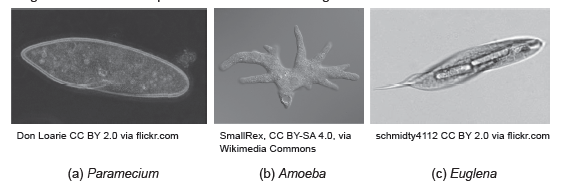 Don Loarie CC BY 2.0 via flickr.com
SmallRex, CC BY-SA 4.0, via
Wikimedia Commons
schmidty4112 CC BY 2.0 via flickr.com
(a) Paramecium
(b) Amoeba
(c) Euglena